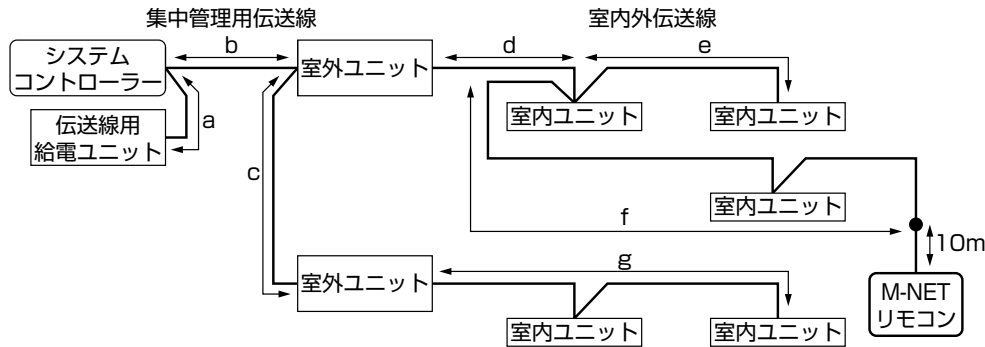 集中管理用伝送線
室内外伝送線
システム
コントローラー
b
室外ユニット
d
e
伝送線用
給電ユニット
a
室内ユニット
室内ユニット
c
室内ユニット
f
10m
室外ユニット
g
M-NET
リモコン
室内ユニット
室内ユニット